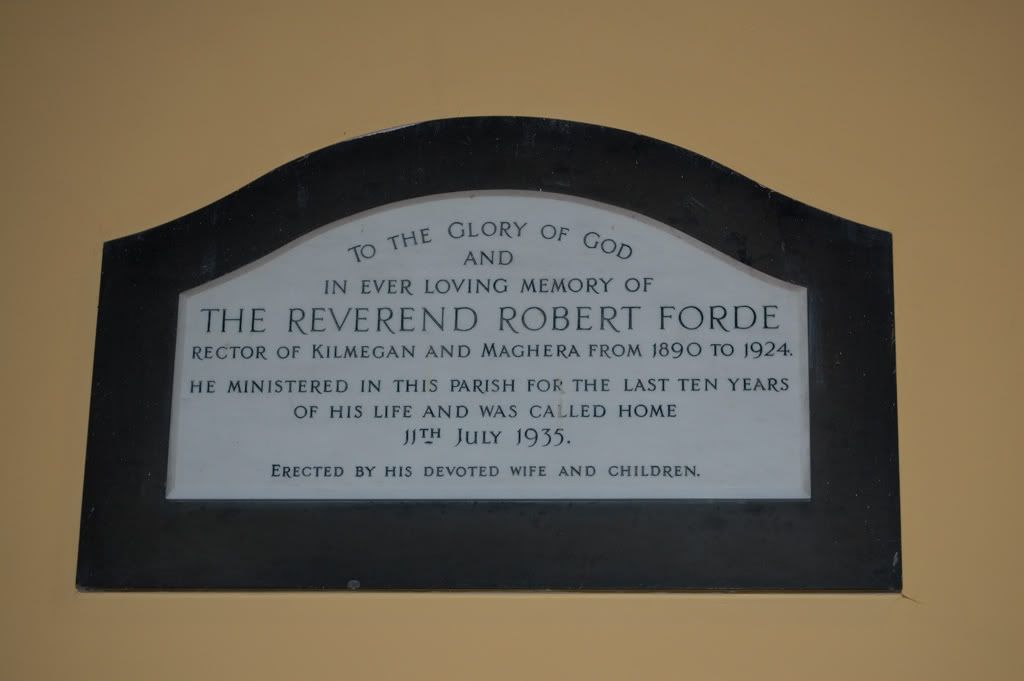 To the Glory of God
and
in ever loving memory of
The Reverend Robert Forde
Rector of Kilmegan and Maghera from 1890 to 1924.
He ministered in this parish for the last ten years
of his life and was called home
11th July 1935.
Erected by his devoted wife and children.